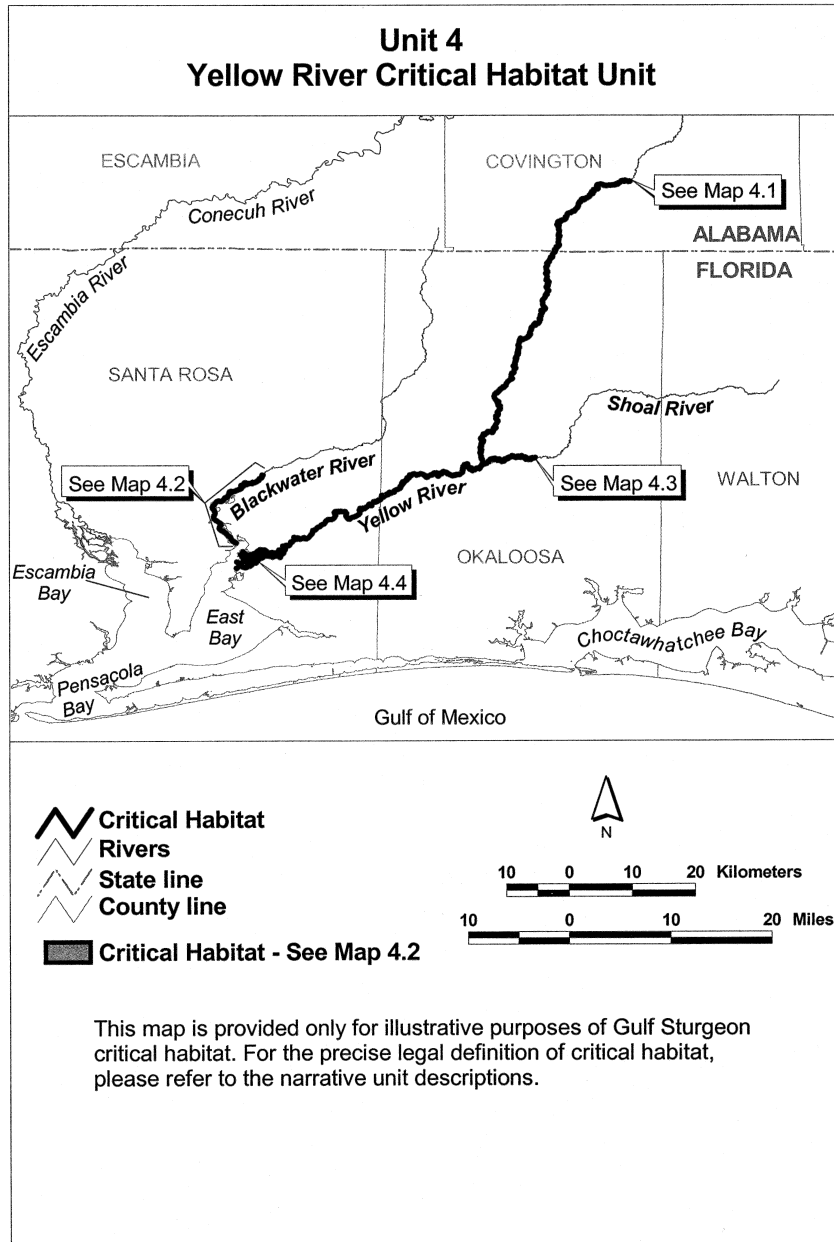 Unit 4
Yellow River Critical Habitat Unit
ESCAMBIA
COVINGTON
Conecuh River
See Map 4.1
ALABAMA
FLORIDA
Escambia River
SANTA ROSA
Shoal River
See Map 4.2
Blackwater River
Yellow River
See Map 4.3
WALTON
OKALOOSA
See Map 4.4
Escambia
Bay
East
Bay
Choctawhatchee Bay
Pensacola
Bay
Gulf of Mexico
Critical Habitat
Rivers
State line
County line
Critical Habitat - See Map 4.2
N
10 0 10 20 Kilometers
10 0 10 20 Miles
This map is provided only for illustrative purposes of Gulf Sturgeon
critical habitat. For the precise legal definition of critical habitat,
please refer to the narrative unit descriptions.